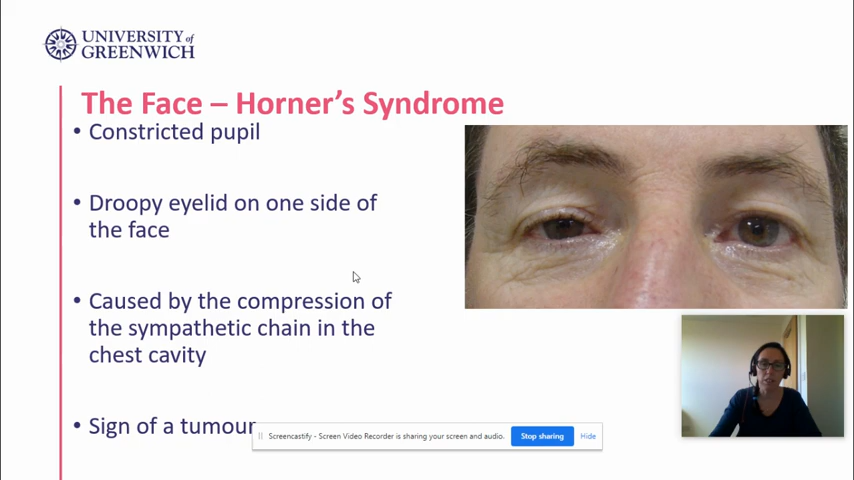 UNIVERSITY of
GREENWICH
The Face – Horner's Syndrome
• Constricted pupil
• Droopy eyelid on one side of
the face
• Caused by the compression of
the sympathetic chain in the
chest cavity
• Sign of a tumour
Screencastify - Screen Video Recorder is sharing your screen and audio. Stop sharing Hide